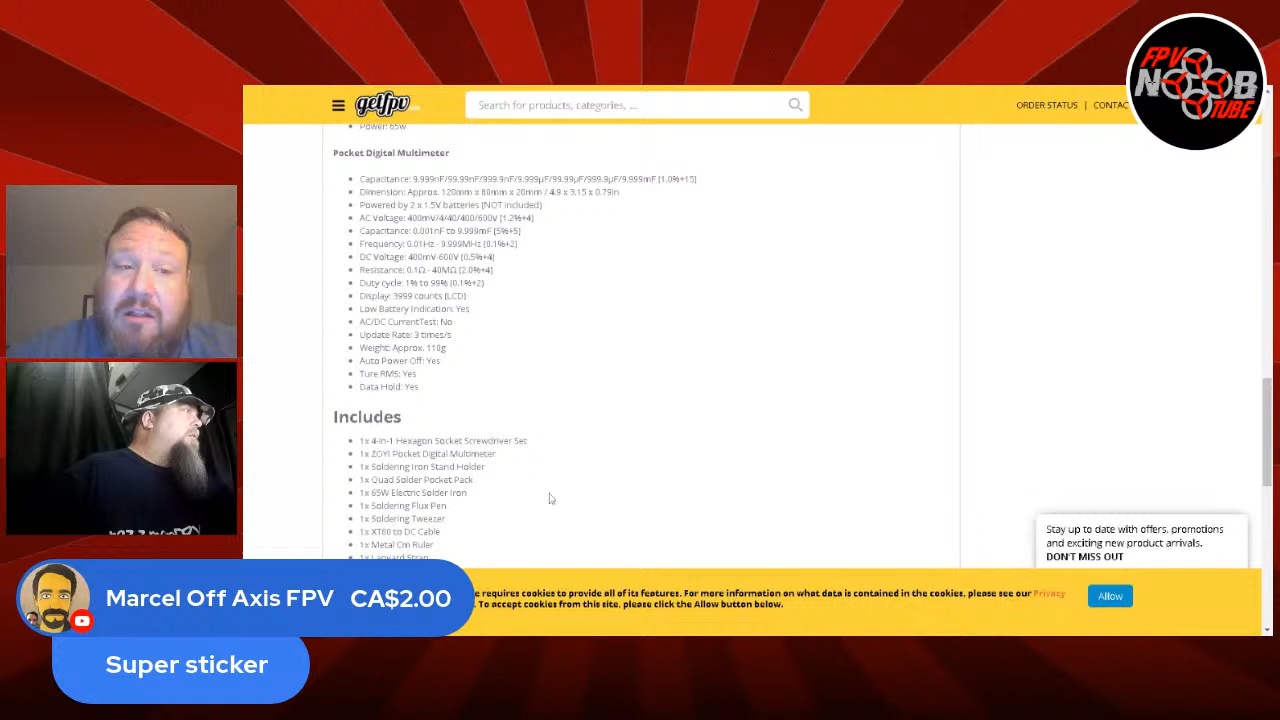 FPV
NOOB
TUBE
getfpv
Search for products, categories, ...
ORDER STATUS | CONTAC
Power: 65w
Pocket Digital Multimeter
Capacitance: 9.999nF/99.99nF/999.9nF/9.999μF/99.99μF/999.9μF/9.999mF [1.0%+15]
Dimension: Approx. 120mm x 80mm x 20mm / 4.9 x 3.15 x 0.79in
Powered by 2 x 1.5V batteries (NOT included)
AC Voltage: 400mV/4/40/400/600V [1.2%+4]
Capacitance: 0.001nF to 9.999mF [5%+5]
Frequency: 0.01Hz - 9.999MHz [0.1%+2]
DC Voltage: 400mV-600V [0.5%+4]
Resistance: 0.1Ω - 40MΩ [2.0%+4]
Duty cycle: 1% to 99% [0.1%+2]
Display: 3999 counts (LCD)
Low Battery Indication: Yes
AC/DC CurrentTest: No
Update Rate: 3 times/s
Weight: Approx. 110g
Auto Power Off: Yes
Ture RMS: Yes
Data Hold: Yes
Includes
1x 4-in-1 Hexagon Socket Screwdriver Set
1x ZOYI Pocket Digital Multimeter
1x Soldering Iron Stand Holder
1x Quad Solder Pocket Pack
1x 65W Electric Solder Iron
1x Soldering Flux Pen
1x Soldering Tweezer
1x XT60 to DC Cable
1x Metal Cm Ruler
1x Lanyard Strap
Stay up to date with offers, promotions
and exciting new product arrivals.
DON'T MISS OUT
e requires cookies to provide all of its features. For more information on what data is contained in the cookies, please see our Privacy
. To accept cookies from this site, please click the Allow button below.
Allow
Marcel Off Axis FPV CA$2.00
Super sticker